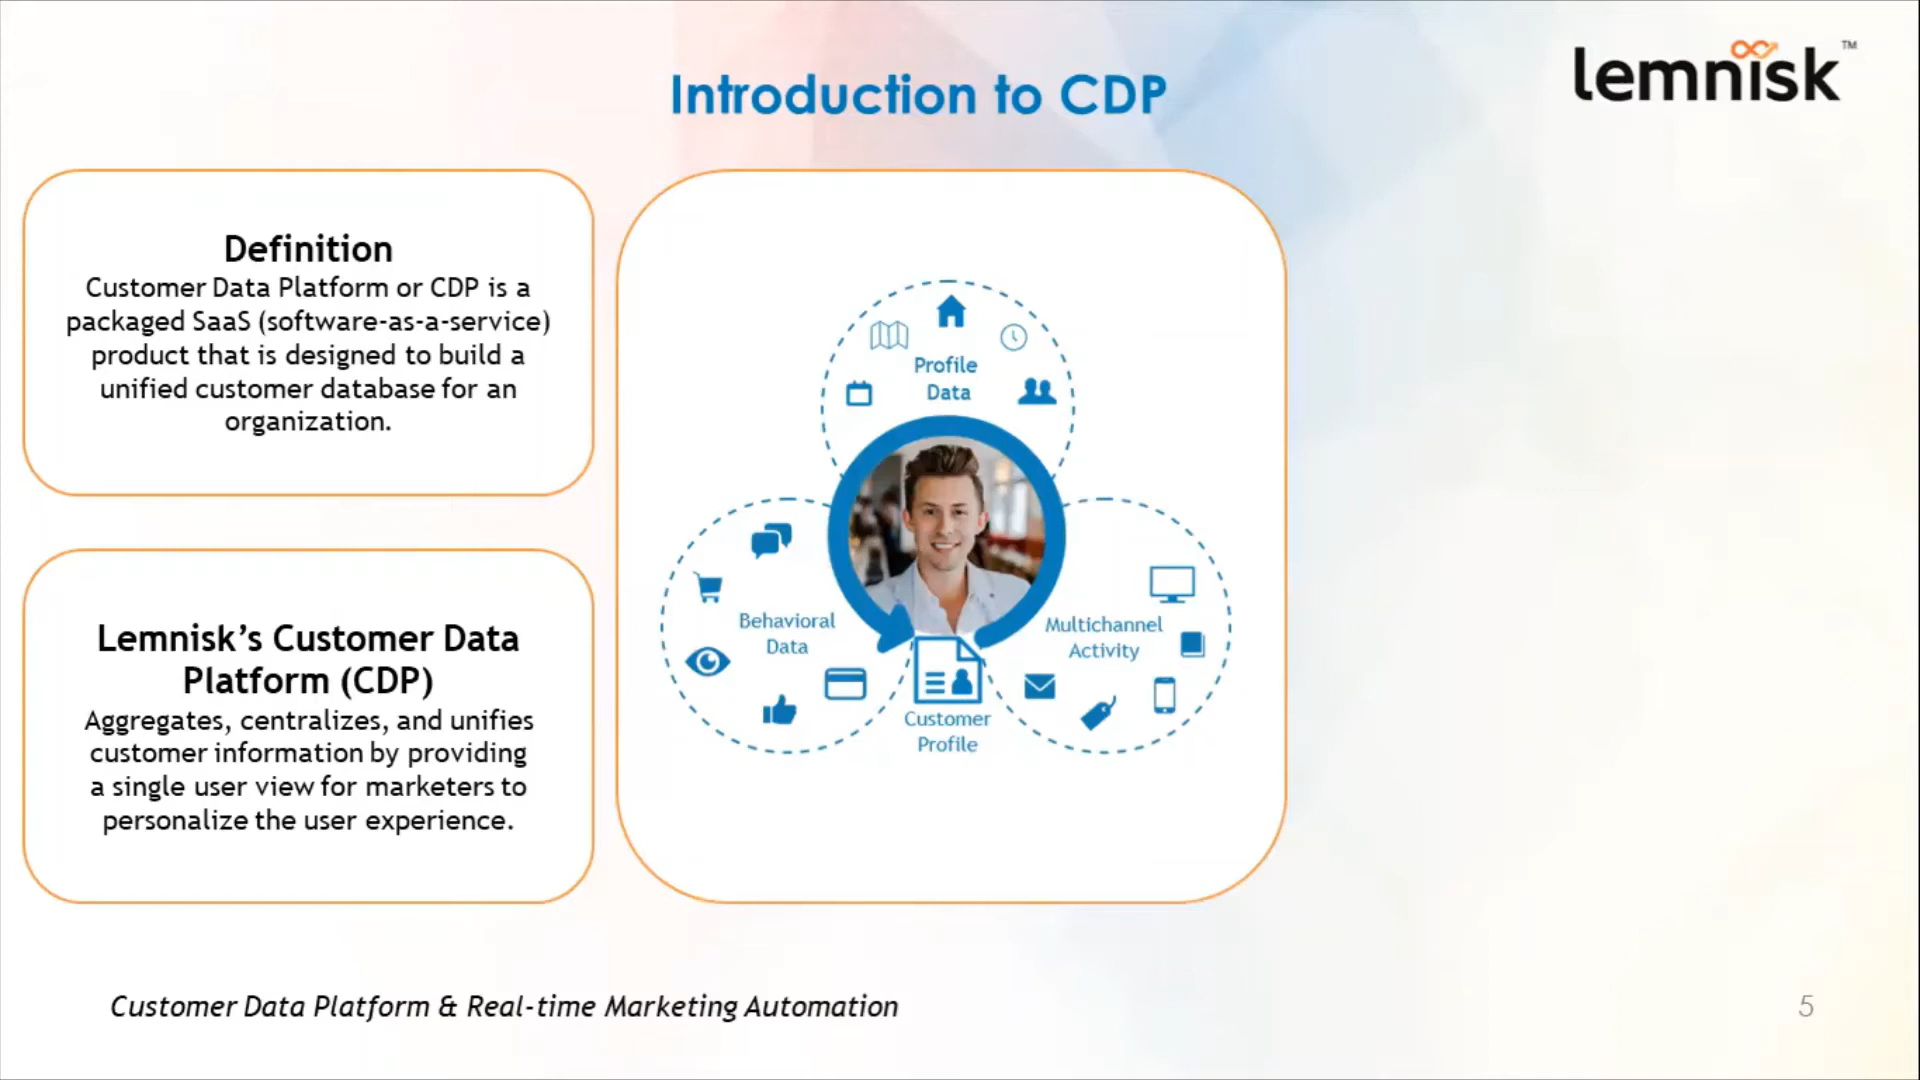 Introduction to CDP
lemnisk™
Definition
Customer Data Platform or CDP is a
packaged SaaS (software-as-a-service)
product that is designed to build a
unified customer database for an
organization.
Lemnisk’s Customer Data
Platform (CDP)
Aggregates, centralizes, and unifies
customer information by providing
a single user view for marketers to
personalize the user experience.
Profile
Data
Behavioral
Data
Multichannel
Activity
Customer
Profile
Customer Data Platform & Real-time Marketing Automation
5